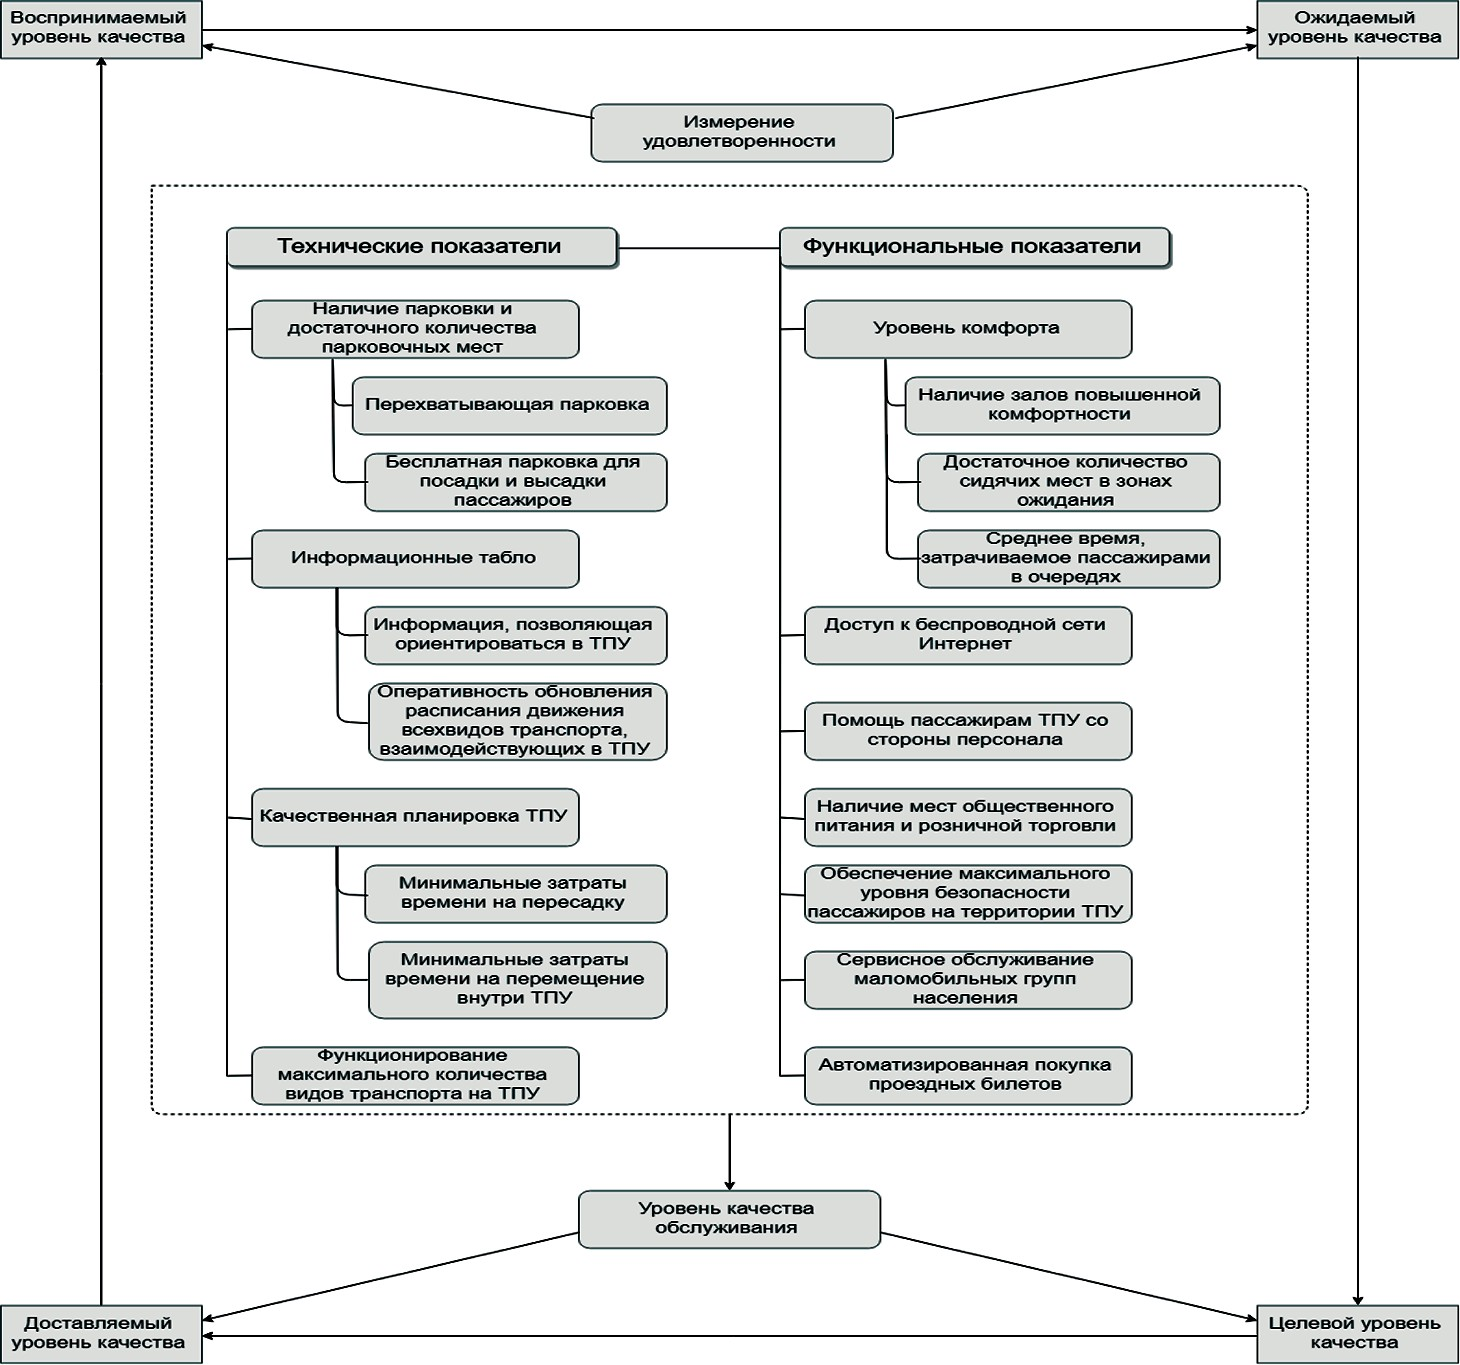 Воспринимаемый
уровень качества
Ожидаемый
уровень качества
Измерение
удовлетворенности
Технические показатели
Наличие парковки и
достаточного количества
парковочных мест
Перехватывающая парковка
Бесплатная парковка для
посадки и высадки
пассажиров
Информационные табло
Информация, позволяющая
ориентироваться в ТПУ
Оперативность обновления
расписания движения
всехвидов транспорта,
взаимодействующих в ТПУ
Качественная планировка ТПУ
Минимальные затраты
времени на пересадку
Минимальные затраты
времени на перемещение
внутри ТПУ
Функционирование
максимального количества
видов транспорта на ТПУ
Функциональные показатели
Уровень комфорта
Наличие залов повышенной
комфортности
Достаточное количество
сидячих мест в зонах
ожидания
Среднее время,
затрачиваемое пассажирами
в очередях
Доступ к беспроводной сети
Интернет
Помощь пассажирам ТПУ со
стороны персонала
Наличие мест общественного
питания и розничной торговли
Обеспечение максимального
уровня безопасности
пассажиров на территории ТПУ
Сервисное обслуживание
маломобильных групп
населения
Автоматизированная покупка
проездных билетов
Уровень качества
обслуживания
Доставляемый
уровень качества
Целевой уровень
качества